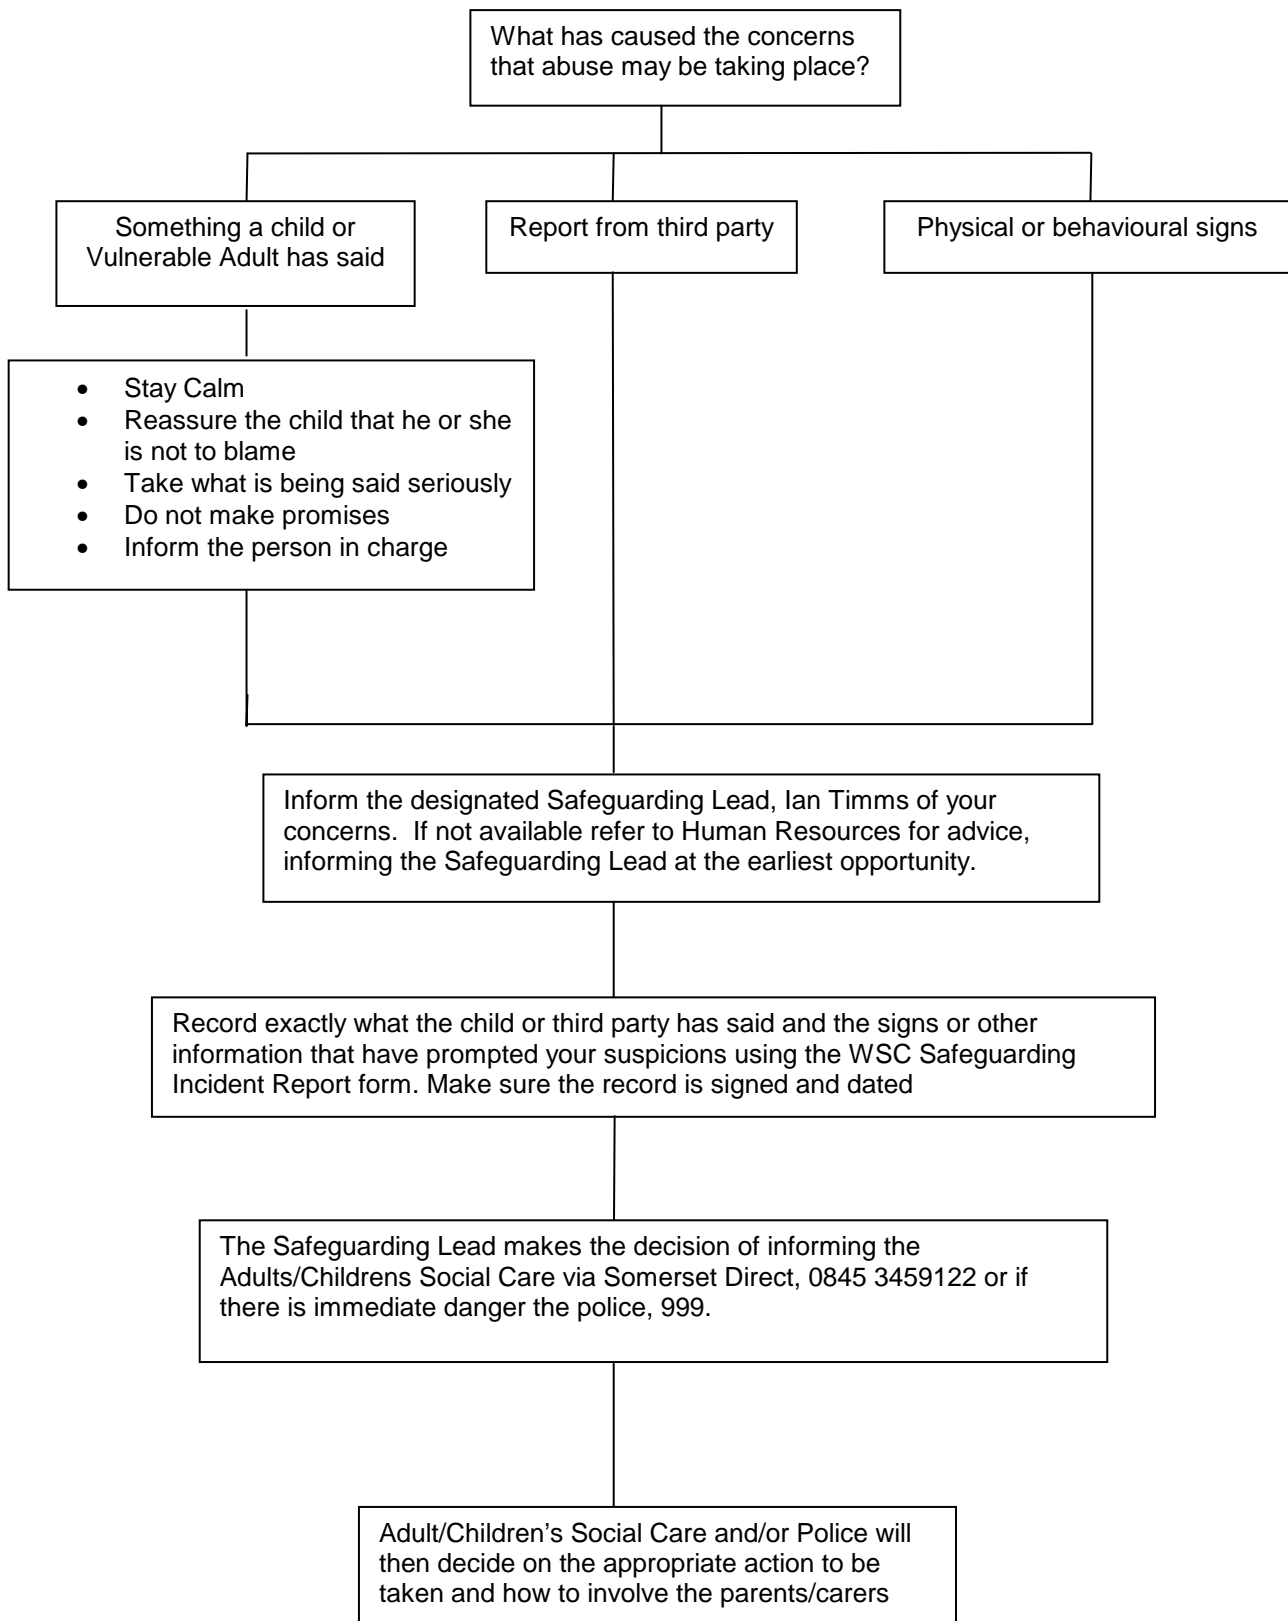 What has caused the concerns
that abuse may be taking place?
Something a child or
Vulnerable Adult has said
Report from third party
Physical or behavioural signs
• Stay Calm
• Reassure the child that he or she
is not to blame
• Take what is being said seriously
• Do not make promises
• Inform the person in charge
Inform the designated Safeguarding Lead, Ian Timms of your
concerns.  If not available refer to Human Resources for advice,
informing the Safeguarding Lead at the earliest opportunity.
Record exactly what the child or third party has said and the signs or other
information that have prompted your suspicions using the WSC Safeguarding
Incident Report form. Make sure the record is signed and dated
The Safeguarding Lead makes the decision of informing the
Adults/Childrens Social Care via Somerset Direct, 0845 3459122 or if
there is immediate danger the police, 999.
Adult/Children’s Social Care and/or Police will
then decide on the appropriate action to be
taken and how to involve the parents/carers